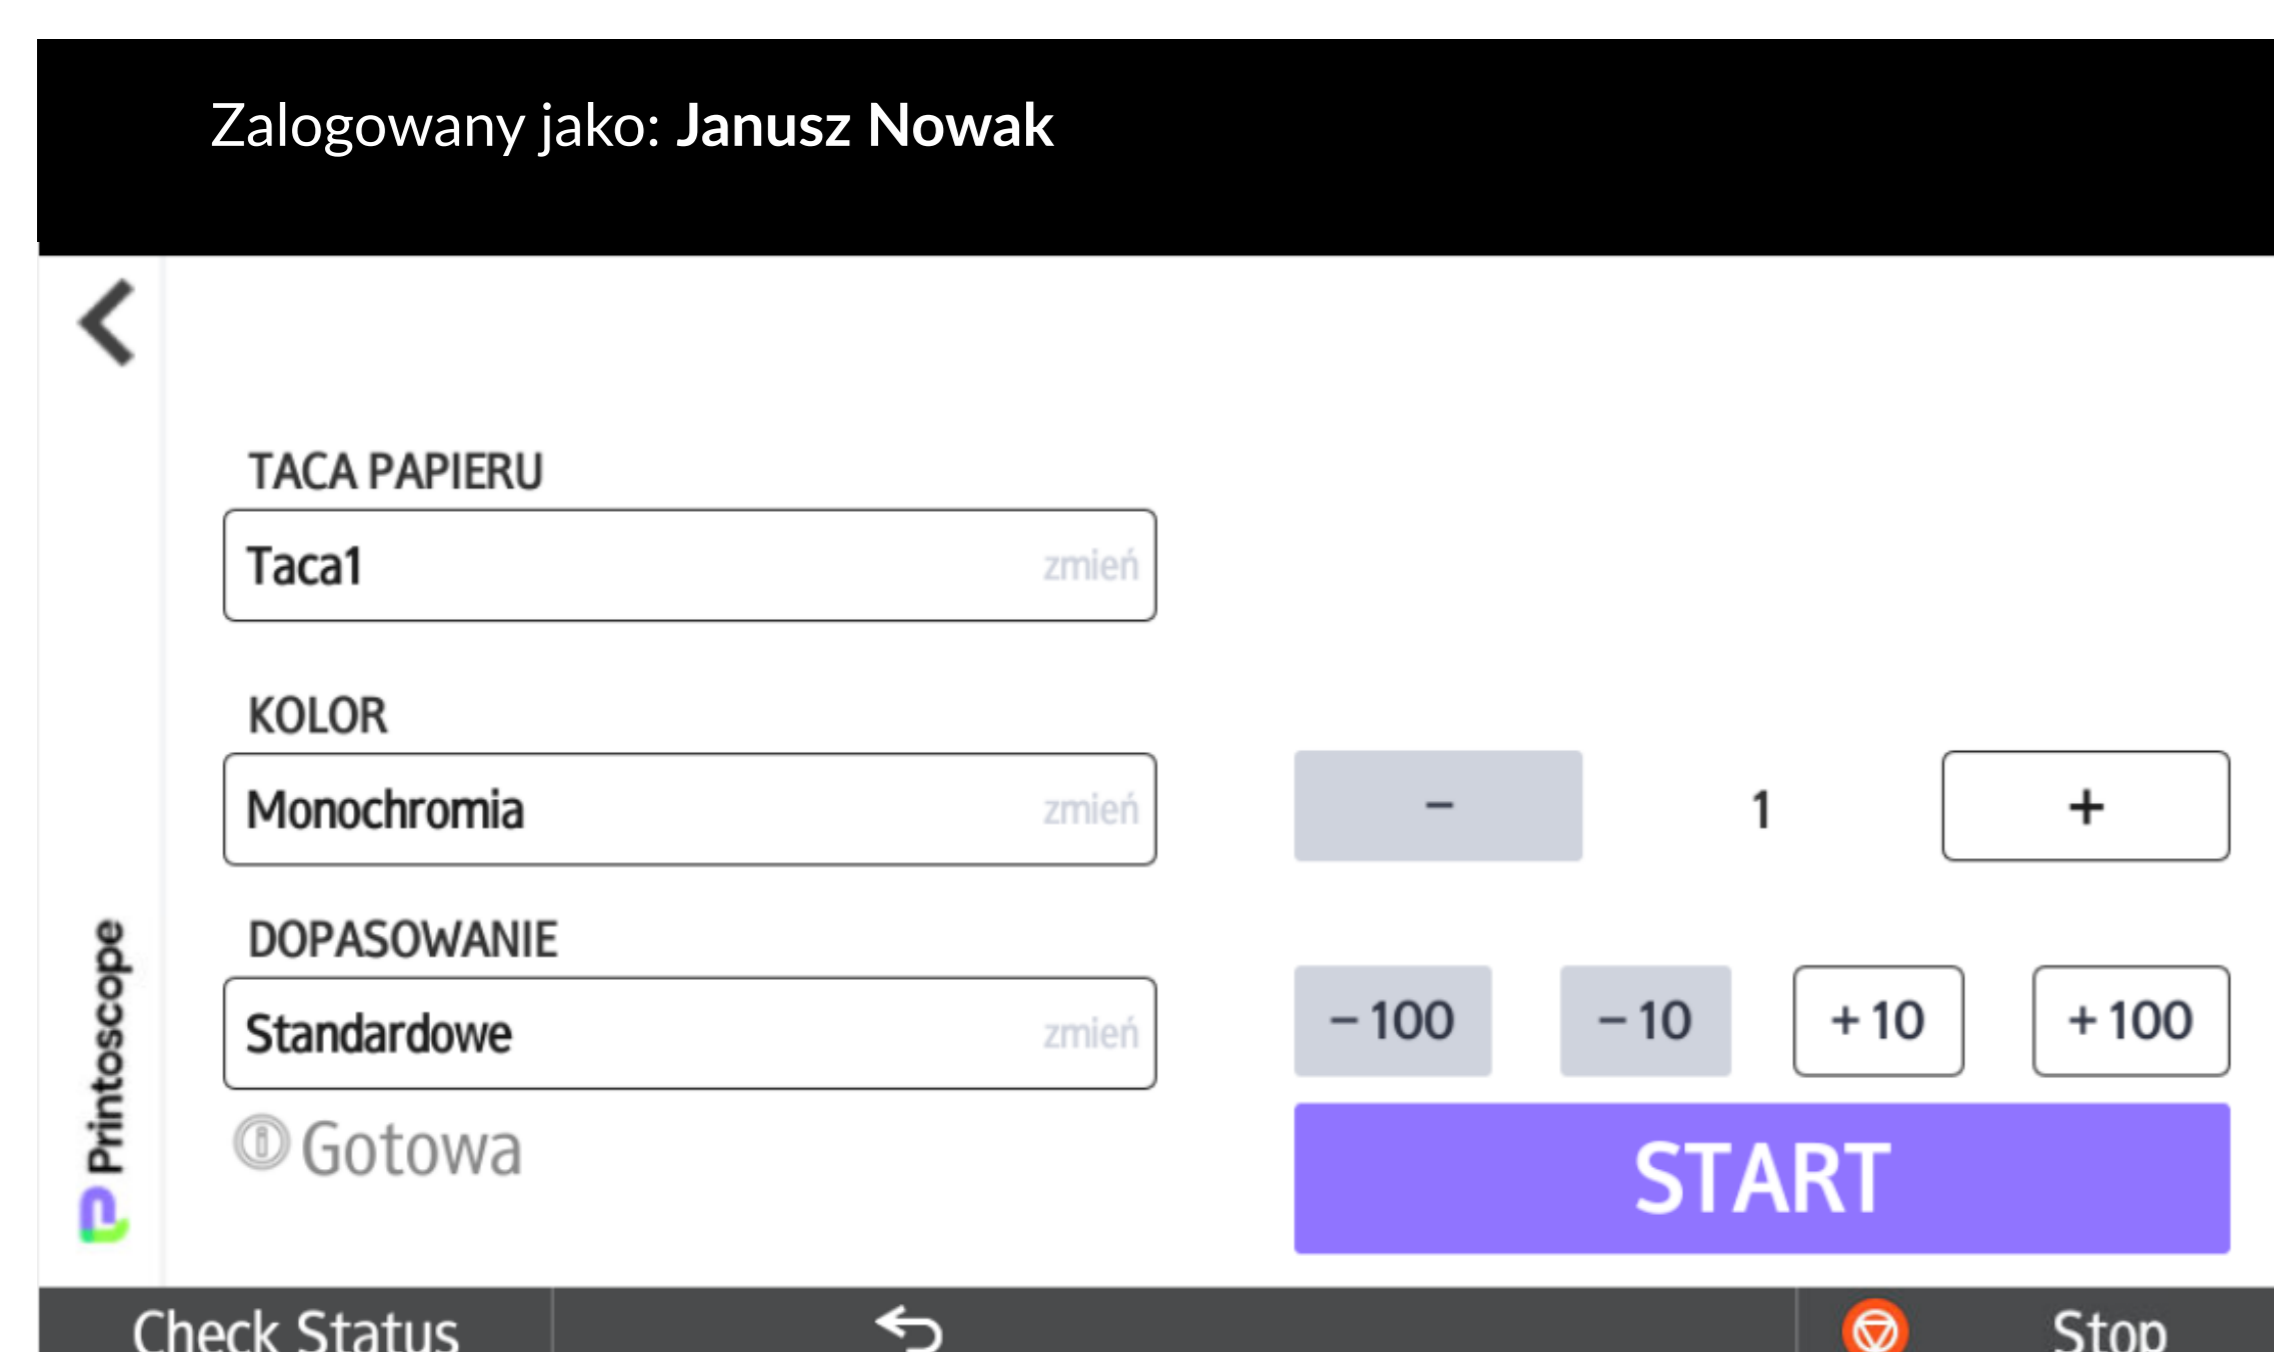 Zalogowany jako: Janusz Nowak
TACA PAPIERU
Taca1 zmień
KOLOR
Monochromia zmień
− 1 +
DOPASOWANIE
Standardowe zmień
− 100 − 10 + 10 + 100
Gotowa
START
Printoscope
Check Status
Stop